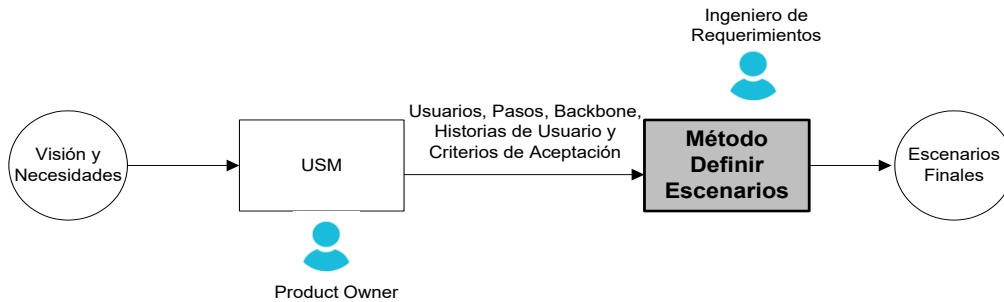 Ingeniero de
Requerimientos
Usuarios, Pasos, Backbone,
Historias de Usuario y
Criterios de Aceptación
Visión y
Necesidades
USM
Método
Definir
Escenarios
Escenarios
Finales
Product Owner